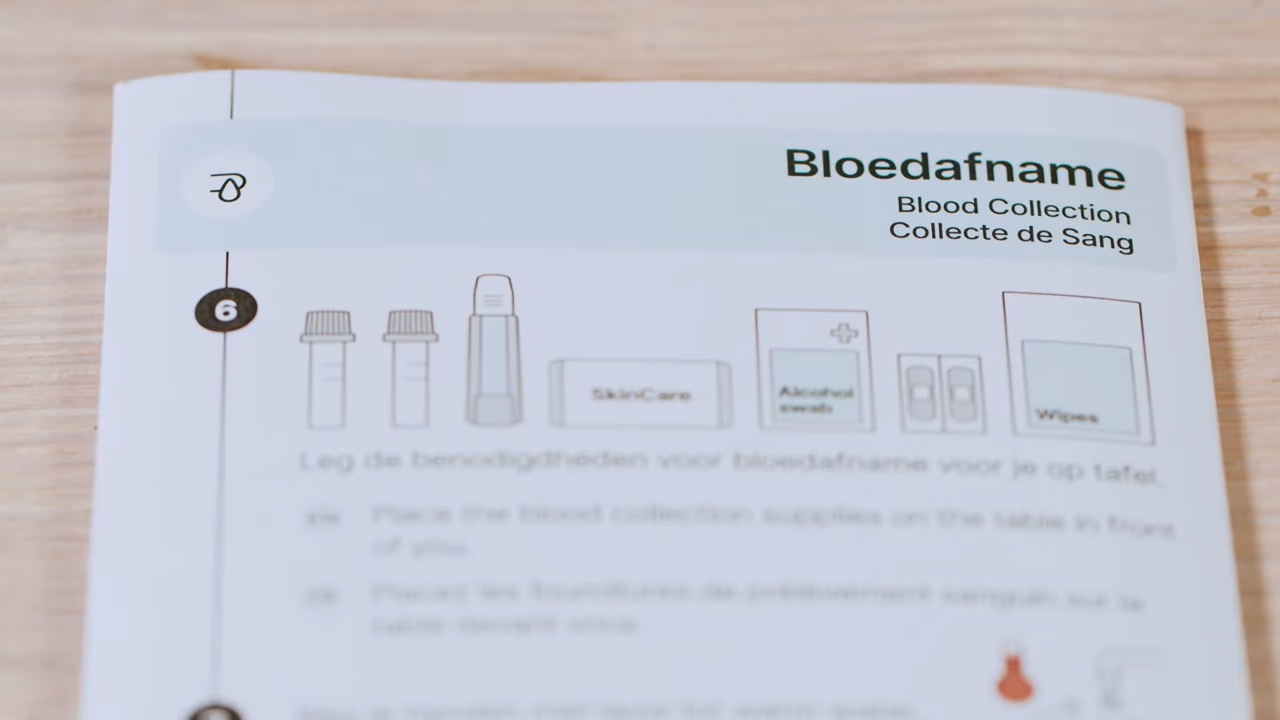 Bloedafname
Blood Collection
Collecte de Sang
6
SkinCare
Alcohol
swab
Wipes
Leg de benodigdheden voor bloedafname voor je op tafel.
EN Place the blood collection supplies on the table in front
of you.
FR Placez les fournitures de prélèvement sanguin sur la
table devant vous.